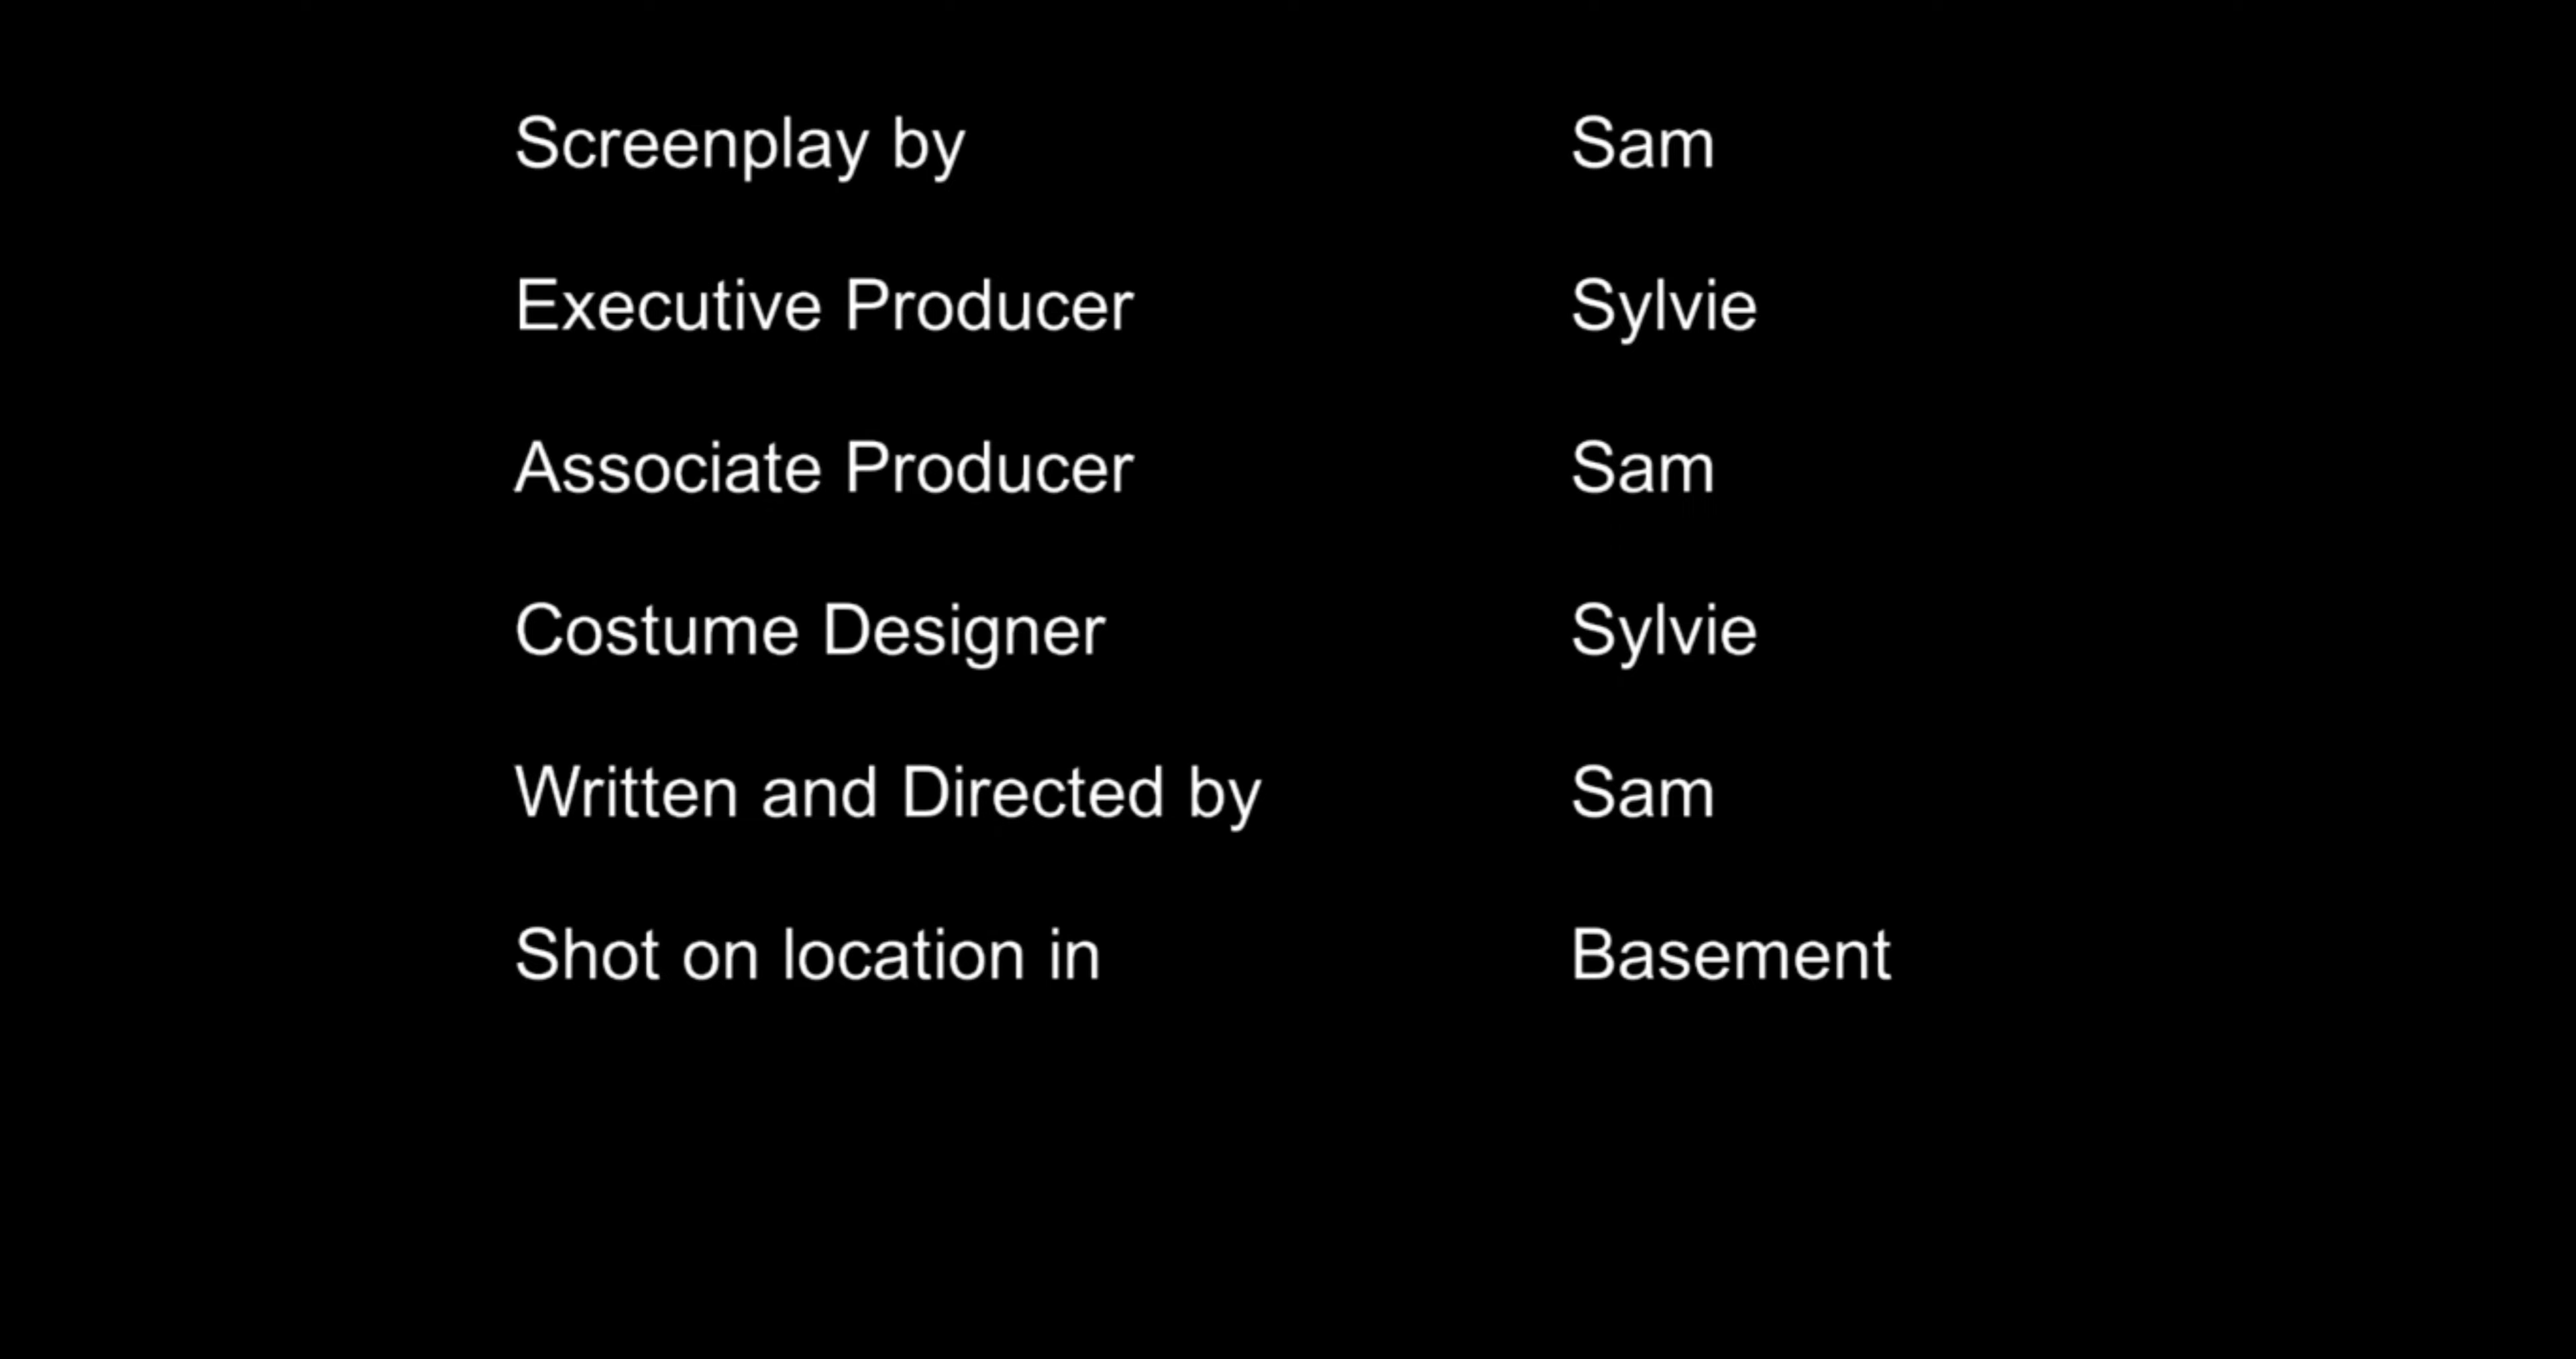 Screenplay by Sam
Executive Producer Sylvie
Associate Producer Sam
Costume Designer Sylvie
Written and Directed by Sam
Shot on location in Basement